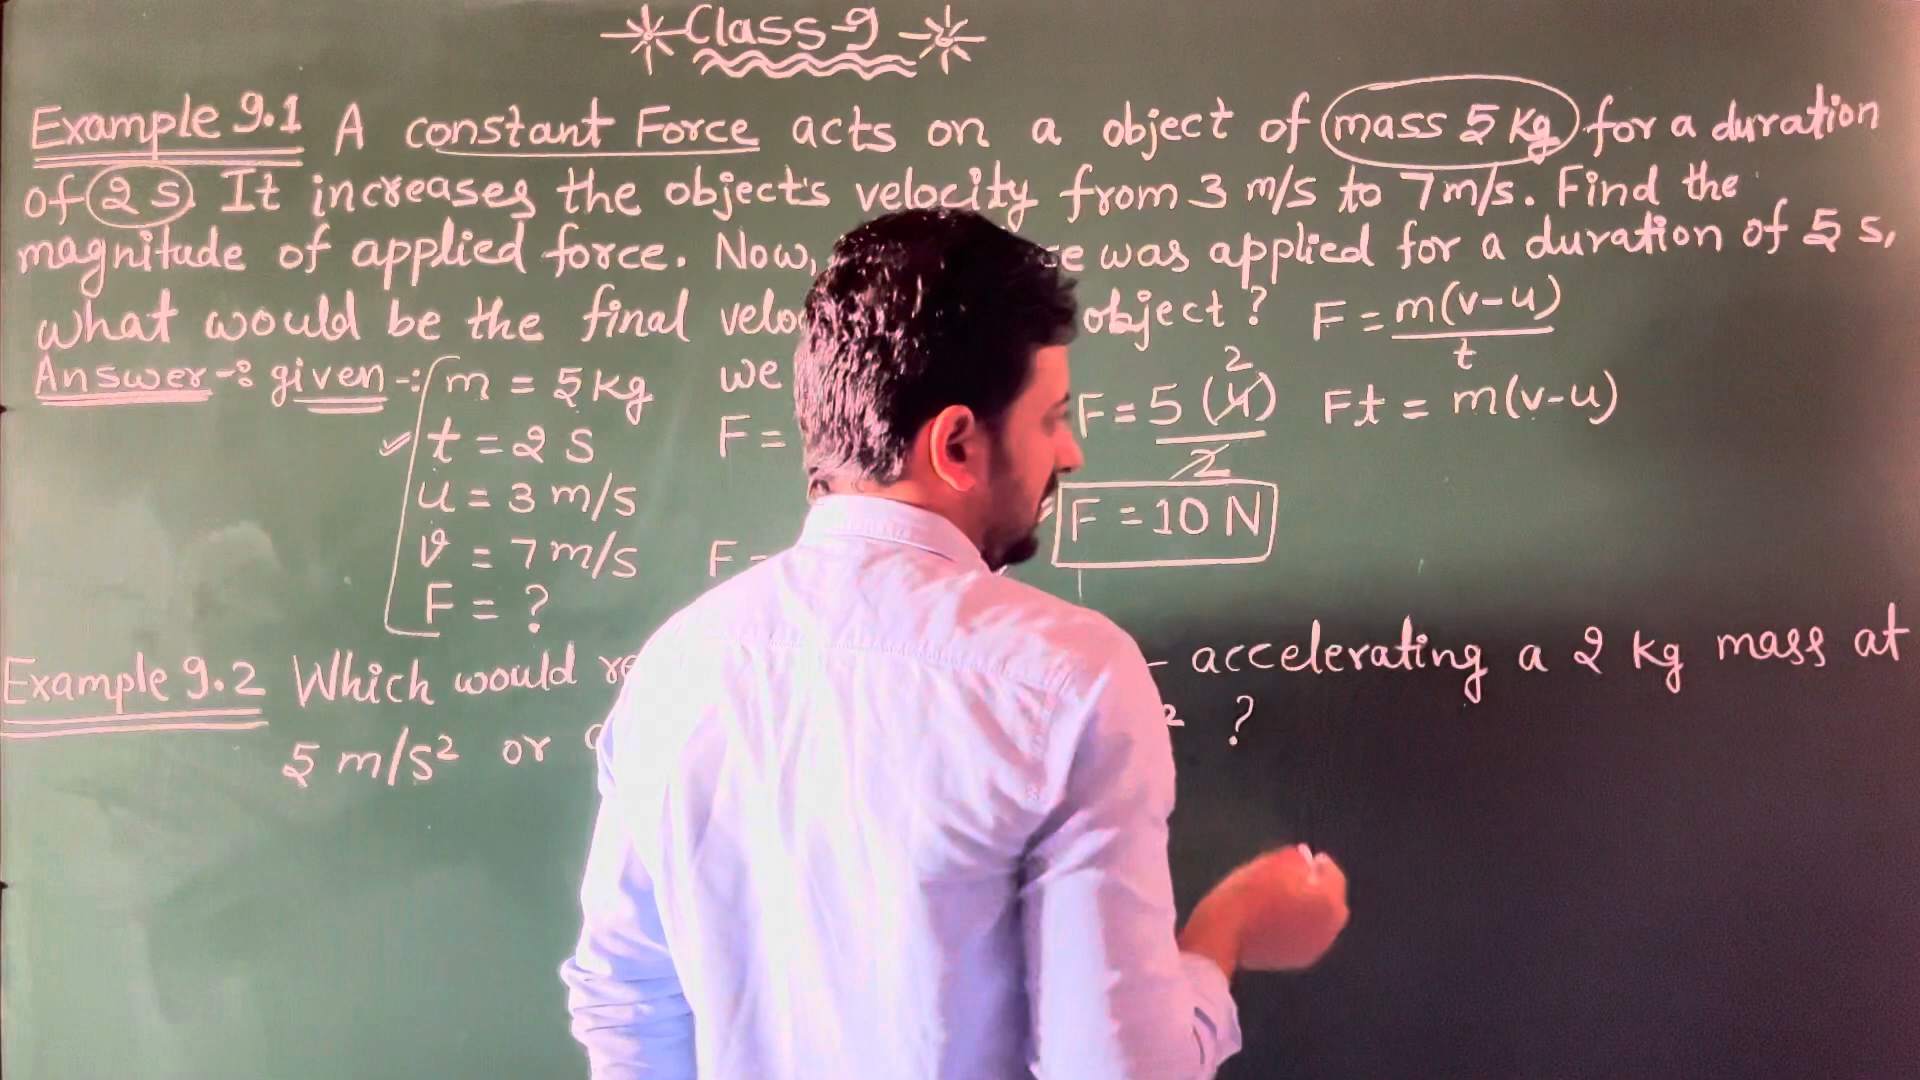 Class-9
Example 9.1 A constant Force acts on a object of mass 5 kg for a duration
of 2 s. It increases the object's velocity from 3 m/s to 7 m/s. Find the
magnitude of applied force. Now, was applied for a duration of 5 s,
what would be the final object? F = m(v-u)/t
Answer-: given-: m = 5 kg we F = 5(4)/2 2 Ft = m(v-u)
t = 2 s F =
u = 3 m/s F = 10 N
v = 7 m/s F =
F = ?
Example 9.2 Which would accelerating a 2 kg mass at
5 m/s² or ?